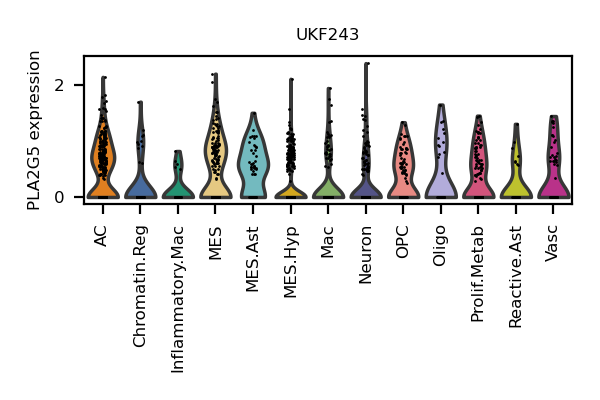 UKF243
PLA2G5 expression
2
0
AC
Chromatin.Reg
Inflammatory.Mac
MES
MES.Ast
MES.Hyp
Mac
Neuron
OPC
Oligo
Prolif.Metab
Reactive.Ast
Vasc